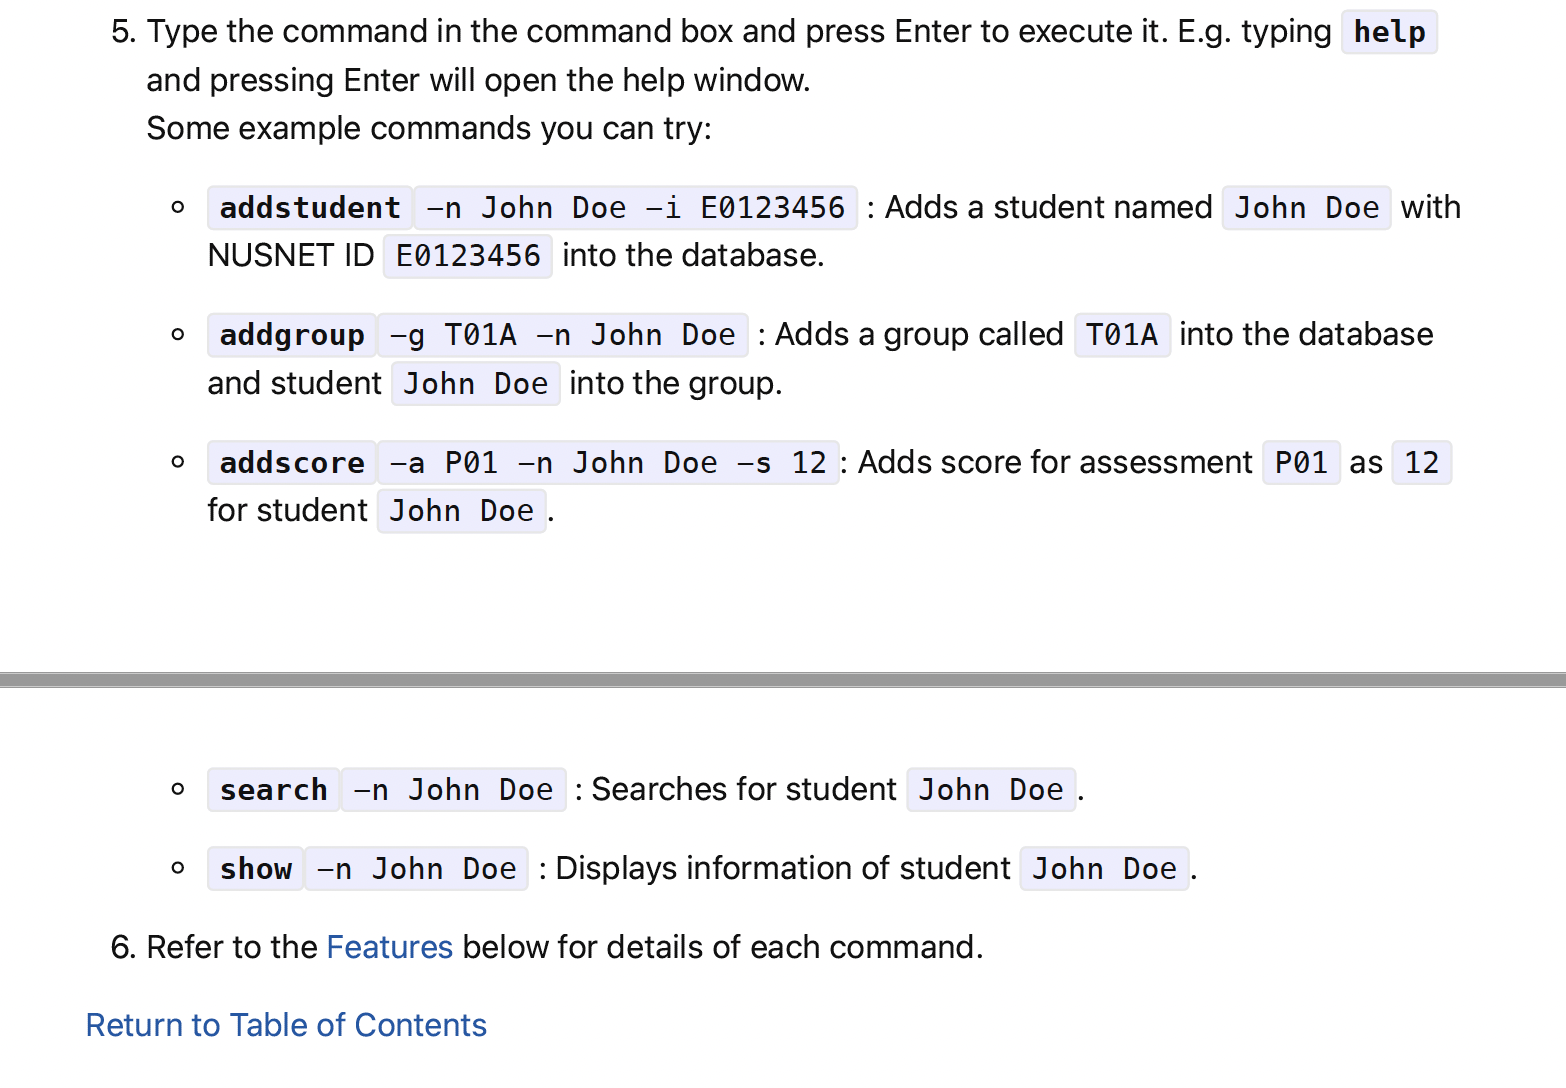 5. Type the command in the command box and press Enter to execute it. E.g. typing help
and pressing Enter will open the help window.
Some example commands you can try:
addstudent –n John Doe –i E0123456 : Adds a student named John Doe with
NUSNET ID E0123456 into the database.
addgroup –g T01A –n John Doe : Adds a group called T01A into the database
and student John Doe into the group.
addscore –a P01 –n John Doe –s 12 : Adds score for assessment P01 as 12
for student John Doe.
search –n John Doe : Searches for student John Doe.
show –n John Doe : Displays information of student John Doe.
6. Refer to the Features below for details of each command.
Return to Table of Contents